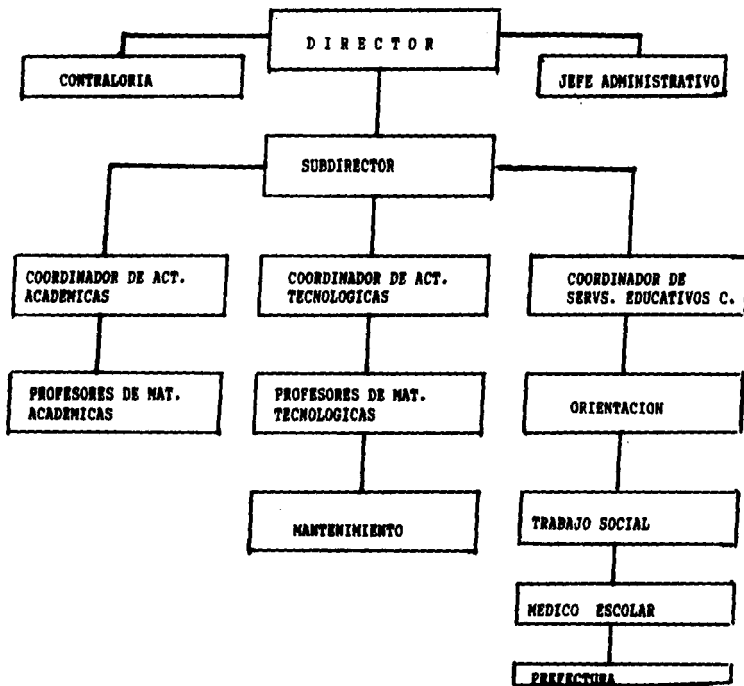 D I R E C T O R
CONTRALORIA
JEFE ADMINISTRATIVO
SUBDIRECTOR
COORDINADOR DE ACT.
ACADEMICAS
COORDINADOR DE ACT.
TECNOLOGICAS
COORDINADOR DE
SERVS. EDUCATIVOS C.
PROFESORES DE MAT.
ACADEMICAS
PROFESORES DE MAT.
TECNOLOGICAS
ORIENTACION
MANTENIMIENTO
TRABAJO SOCIAL
MEDICO ESCOLAR
PREFECTURA